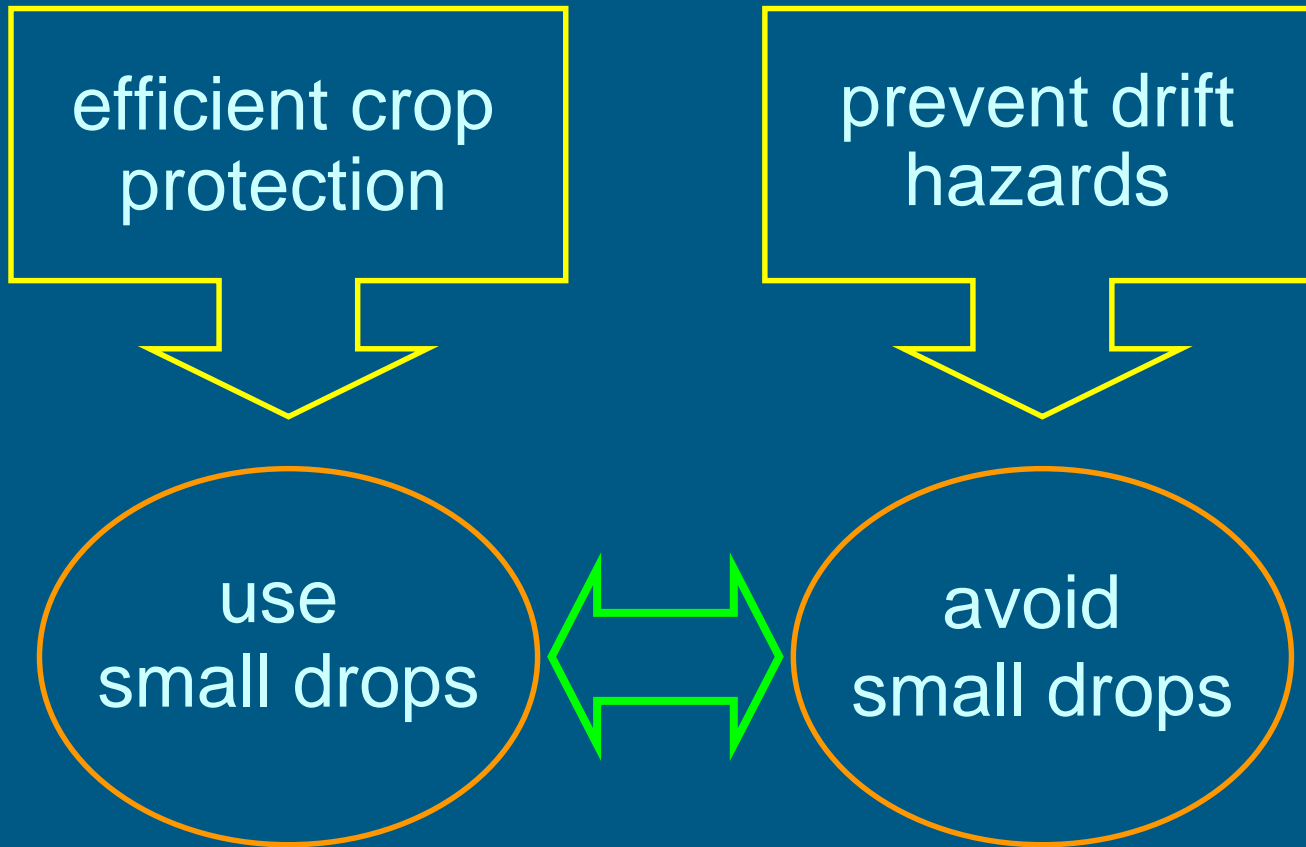 efficient crop
protection
prevent drift
hazards
use
small drops
avoid
small drops